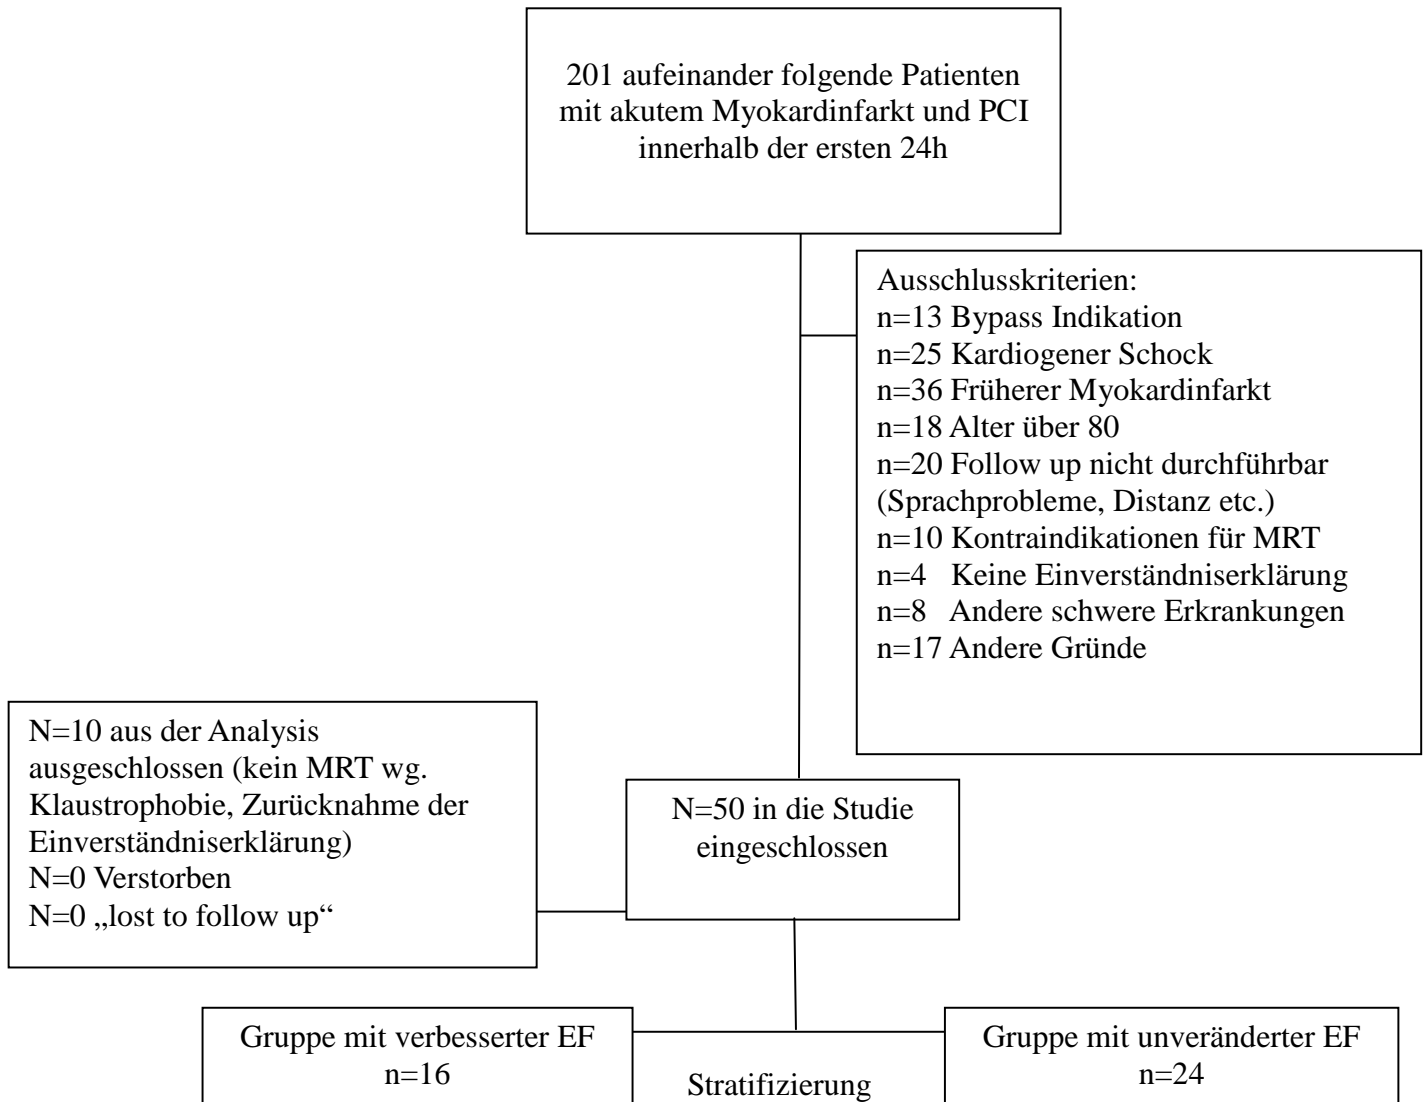 201 aufeinander folgende Patienten
mit akutem Myokardinfarkt und PCI
innerhalb der ersten 24h
Ausschlusskriterien:
n=13 Bypass Indikation
n=25 Kardiogener Schock
n=36 Früherer Myokardinfarkt
n=18 Alter über 80
n=20 Follow up nicht durchführbar
(Sprachprobleme, Distanz etc.)
n=10 Kontraindikationen für MRT
n=4 Keine Einverständniserklärung
n=8 Andere schwere Erkrankungen
n=17 Andere Gründe
N=10 aus der Analysis
ausgeschlossen (kein MRT wg.
Klaustrophobie, Zurücknahme der
Einverständniserklärung)
N=0 Verstorben
N=0 „lost to follow up“
N=50 in die Studie
eingeschlossen
Gruppe mit verbesserter EF
n=16
Stratifizierung
Gruppe mit unveränderter EF
n=24